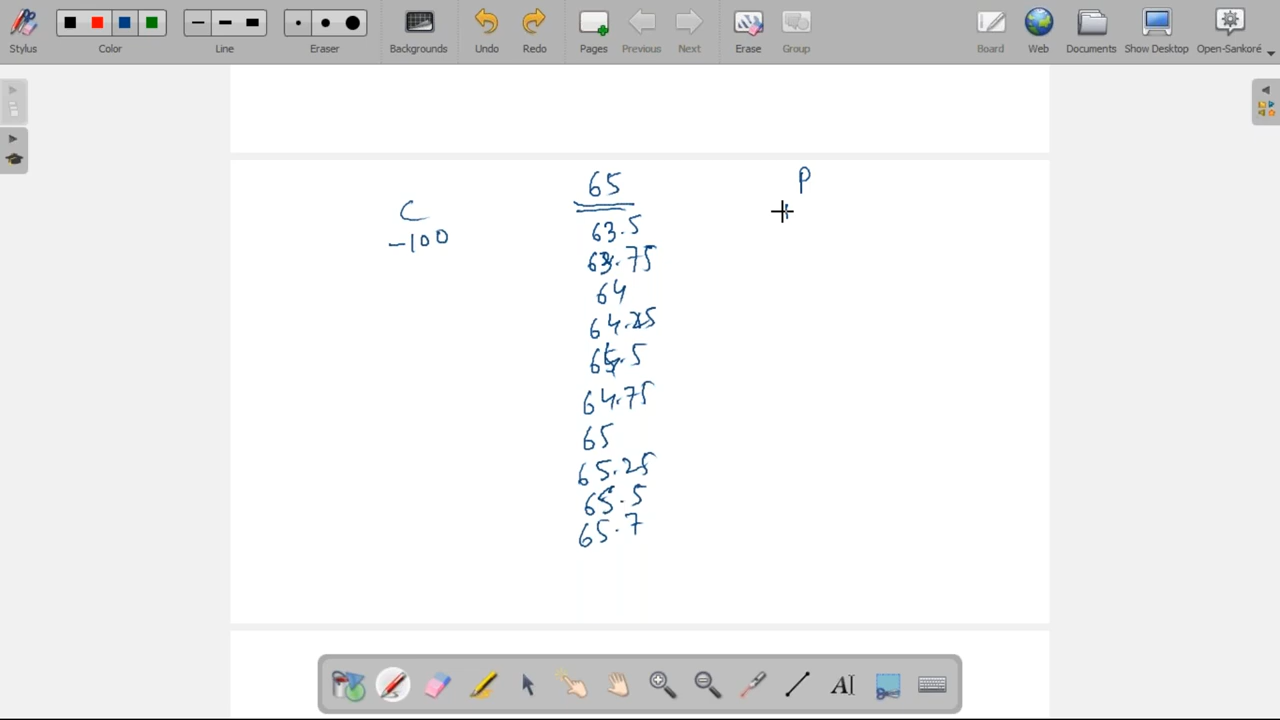 Stylus
Color
Line
Eraser
Backgrounds
Undo
Redo
Pages
Previous
Next
Erase
Group
Board
Web
Documents
Show Desktop
Open-Sankoré
65
P
C
-100
63.5
63.75
64
64.25
64.5
64.75
65
65.25
65.5
65.7